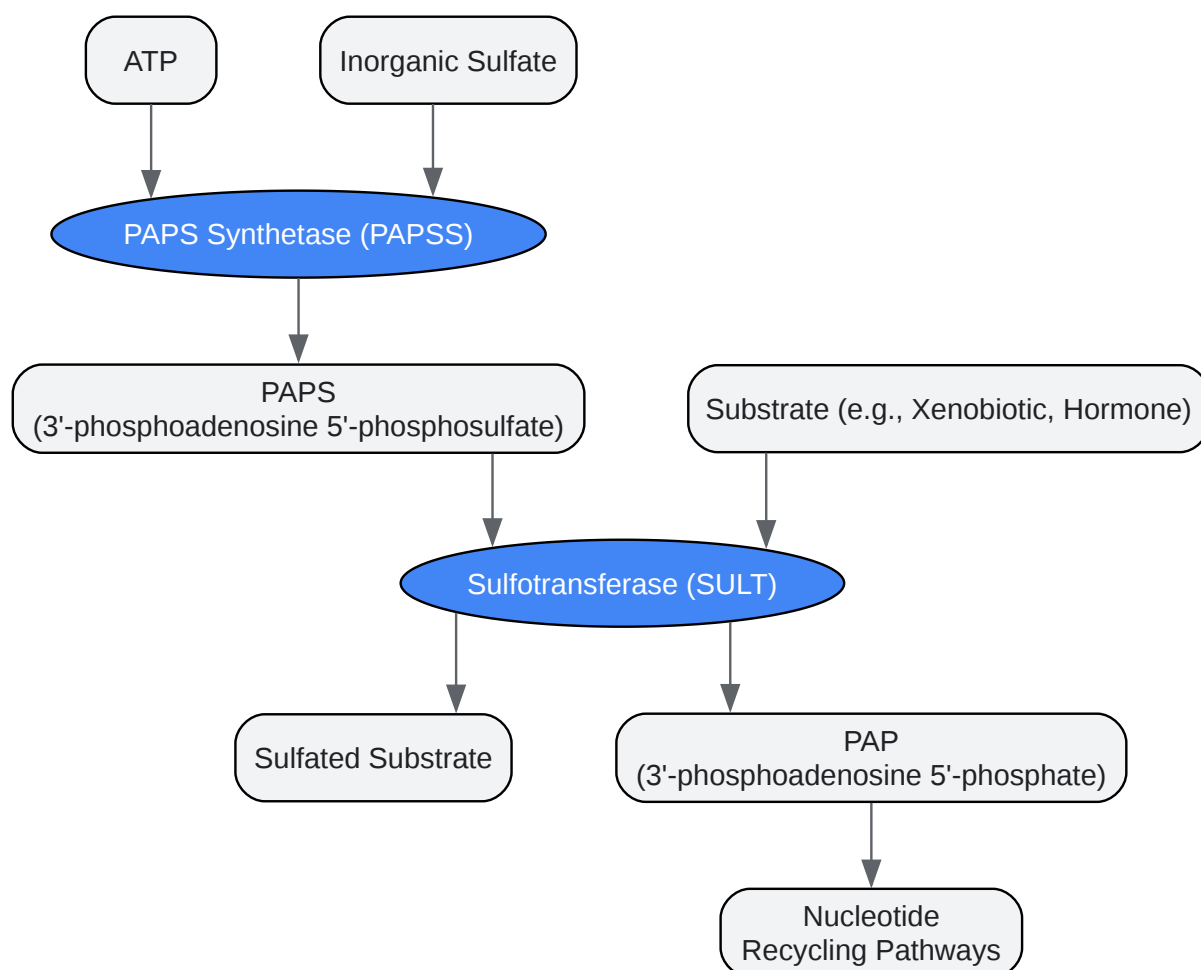 ATP
Inorganic Sulfate
PAPS Synthetase (PAPSS)
PAPS
(3'-phosphoadenosine 5'-phosphosulfate)
Substrate (e.g., Xenobiotic, Hormone)
Sulfotransferase (SULT)
Sulfated Substrate
PAP
(3'-phosphoadenosine 5'-phosphate)
Nucleotide
Recycling Pathways